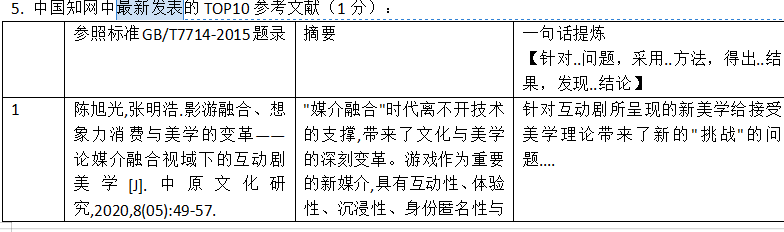 5. 中国知网中最新发表的 TOP10 参考文献（1 分）：
参照标准GB/T7714-2015题录
摘要
一句话提炼
【针对..问题，采用..方法，得出..结
果，发现..结论】
1
陈旭光,张明浩.影游融合、想
象力消费与美学的变革——
论媒介融合视域下的互动剧
美学[J].中原文化研
究,2020,8(05):49-57.
"媒介融合"时代离不开技术
的支撑,带来了文化与美学
的深刻变革。游戏作为重要
的新媒介,具有互动性、体验
性、沉浸性、身份匿名性与
针对互动剧所呈现的新美学给接受
美学理论带来了新的"挑战"的问
题....